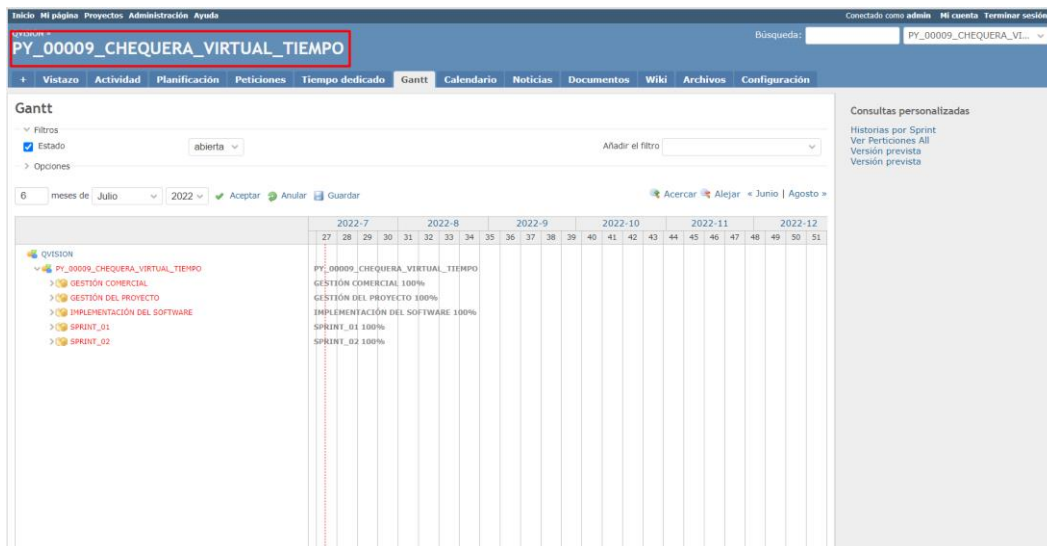 Inicio Mi página Proyectos Administración Ayuda
Conectado como admin Mi cuenta Terminar sesión
QVISION »
PY_00009_CHEQUERA_VIRTUAL_TIEMPO
Búsqueda: PY_00009_CHEQUERA_VI...
+ Vistazo Actividad Planificación Peticiones Tiempo dedicado Gantt Calendario Noticias Documentos Wiki Archivos Configuración
Gantt
Filtros
Estado abierta Añadir el filtro
Opciones
6 meses de Julio 2022 Aceptar Anular Guardar Acercar Alejar « Junio | Agosto »
2022-7 2022-8 2022-9 2022-10 2022-11 2022-12
27 28 29 30 31 32 33 34 35 36 37 38 39 40 41 42 43 44 45 46 47 48 49 50 51
QVISION
PY_00009_CHEQUERA_VIRTUAL_TIEMPO PY_00009_CHEQUERA_VIRTUAL_TIEMPO
GESTIÓN COMERCIAL GESTIÓN COMERCIAL 100%
GESTIÓN DEL PROYECTO GESTIÓN DEL PROYECTO 100%
IMPLEMENTACIÓN DEL SOFTWARE IMPLEMENTACIÓN DEL SOFTWARE 100%
SPRINT_01 SPRINT_01 100%
SPRINT_02 SPRINT_02 100%
Consultas personalizadas
Historias por Sprint
Ver Perticiones All
Versión prevista
Versión prevista